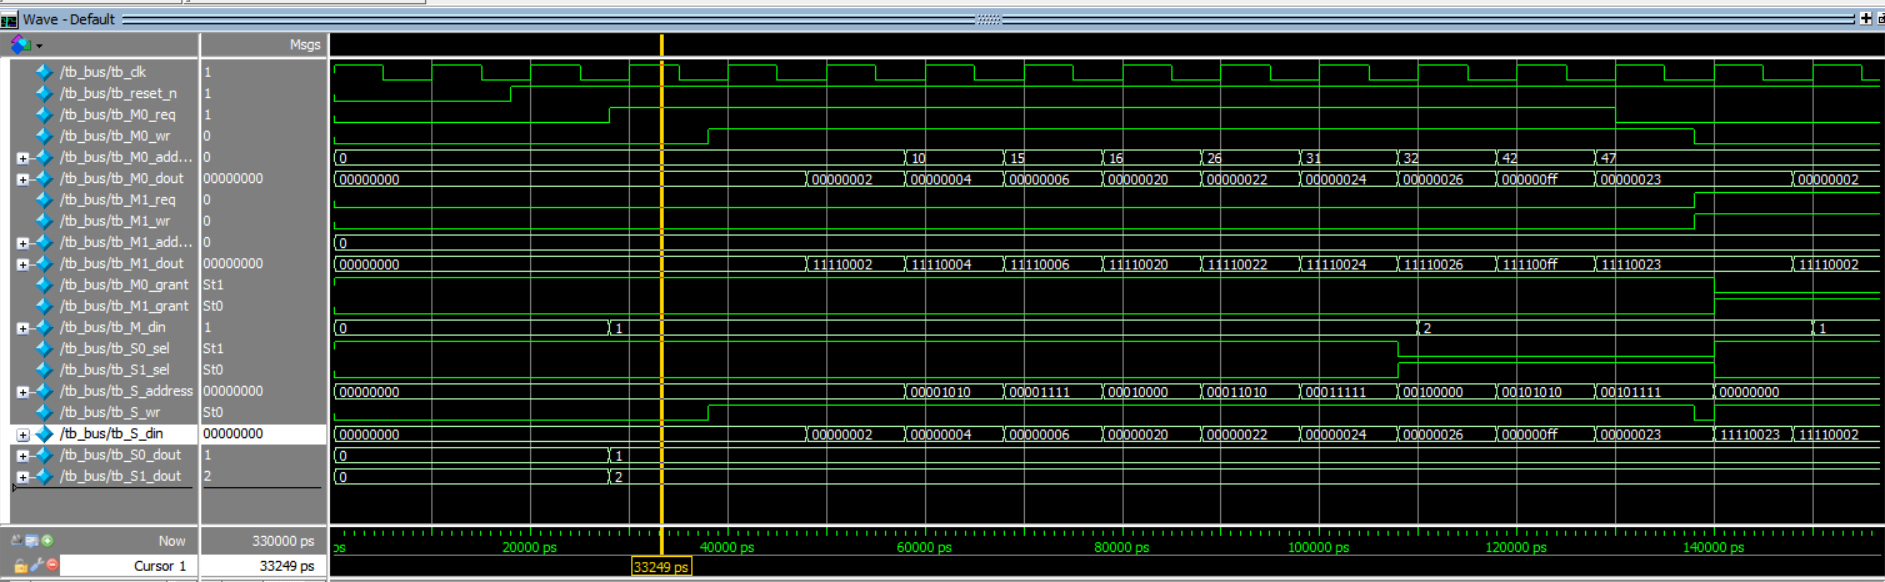 Wave - Default
Msgs
/tb_bus/tb_clk 1
/tb_bus/tb_reset_n 1
/tb_bus/tb_M0_req 1
/tb_bus/tb_M0_wr 0
/tb_bus/tb_M0_add... 0 0 10 15 16 26 31 32 42 47
/tb_bus/tb_M0_dout 00000000 00000000 00000002 00000004 00000006 00000020 00000022 00000024 00000026 000000ff 00000023 00000002
/tb_bus/tb_M1_req 0
/tb_bus/tb_M1_wr 0
/tb_bus/tb_M1_add... 0 0
/tb_bus/tb_M1_dout 00000000 00000000 11110002 11110004 11110006 11110020 11110022 11110024 11110026 111100ff 11110023 11110002
/tb_bus/tb_M0_grant St1
/tb_bus/tb_M1_grant St0
/tb_bus/tb_M_din 1 0 1 2 1
/tb_bus/tb_S0_sel St1
/tb_bus/tb_S1_sel St0
/tb_bus/tb_S_address 00000000 00000000 00001010 00001111 00010000 00011010 00011111 00100000 00101010 00101111 00000000
/tb_bus/tb_S_wr St0
/tb_bus/tb_S_din 00000000 00000000 00000002 00000004 00000006 00000020 00000022 00000024 00000026 000000ff 00000023 11110023 11110002
/tb_bus/tb_S0_dout 1 0 1
/tb_bus/tb_S1_dout 2 0 2
Now 330000 ps ps 20000 ps 40000 ps 60000 ps 80000 ps 100000 ps 120000 ps 140000 ps
Cursor 1 33249 ps 33249 ps